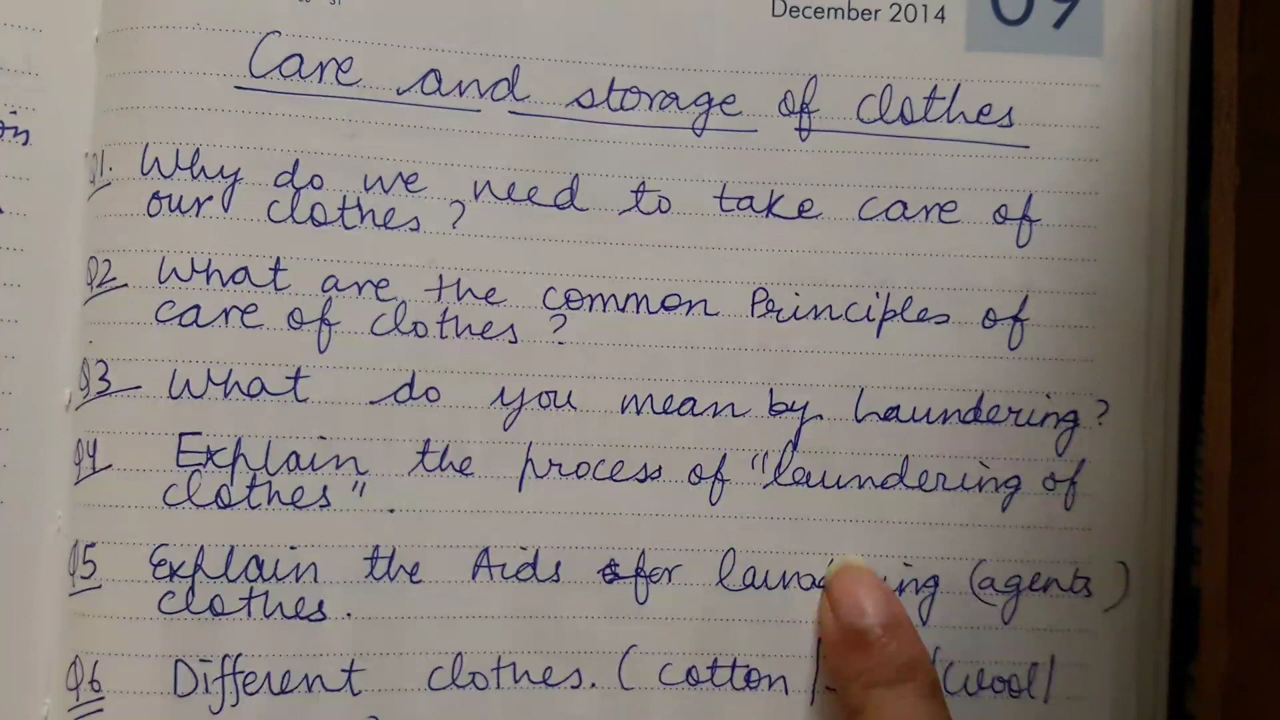 December 2014 09
Care and storage of clothes
Q1. Why do we need to take care of
our clothes ?
Q2 What are the common Principles of
care of clothes ?
Q3 What do you mean by Laundering?
Q4 Explain the process of "laundering of
clothes".
Q5 Explain the Aids for (agents)
clothes.
Q6 Different clothes. (cotton / /wool/